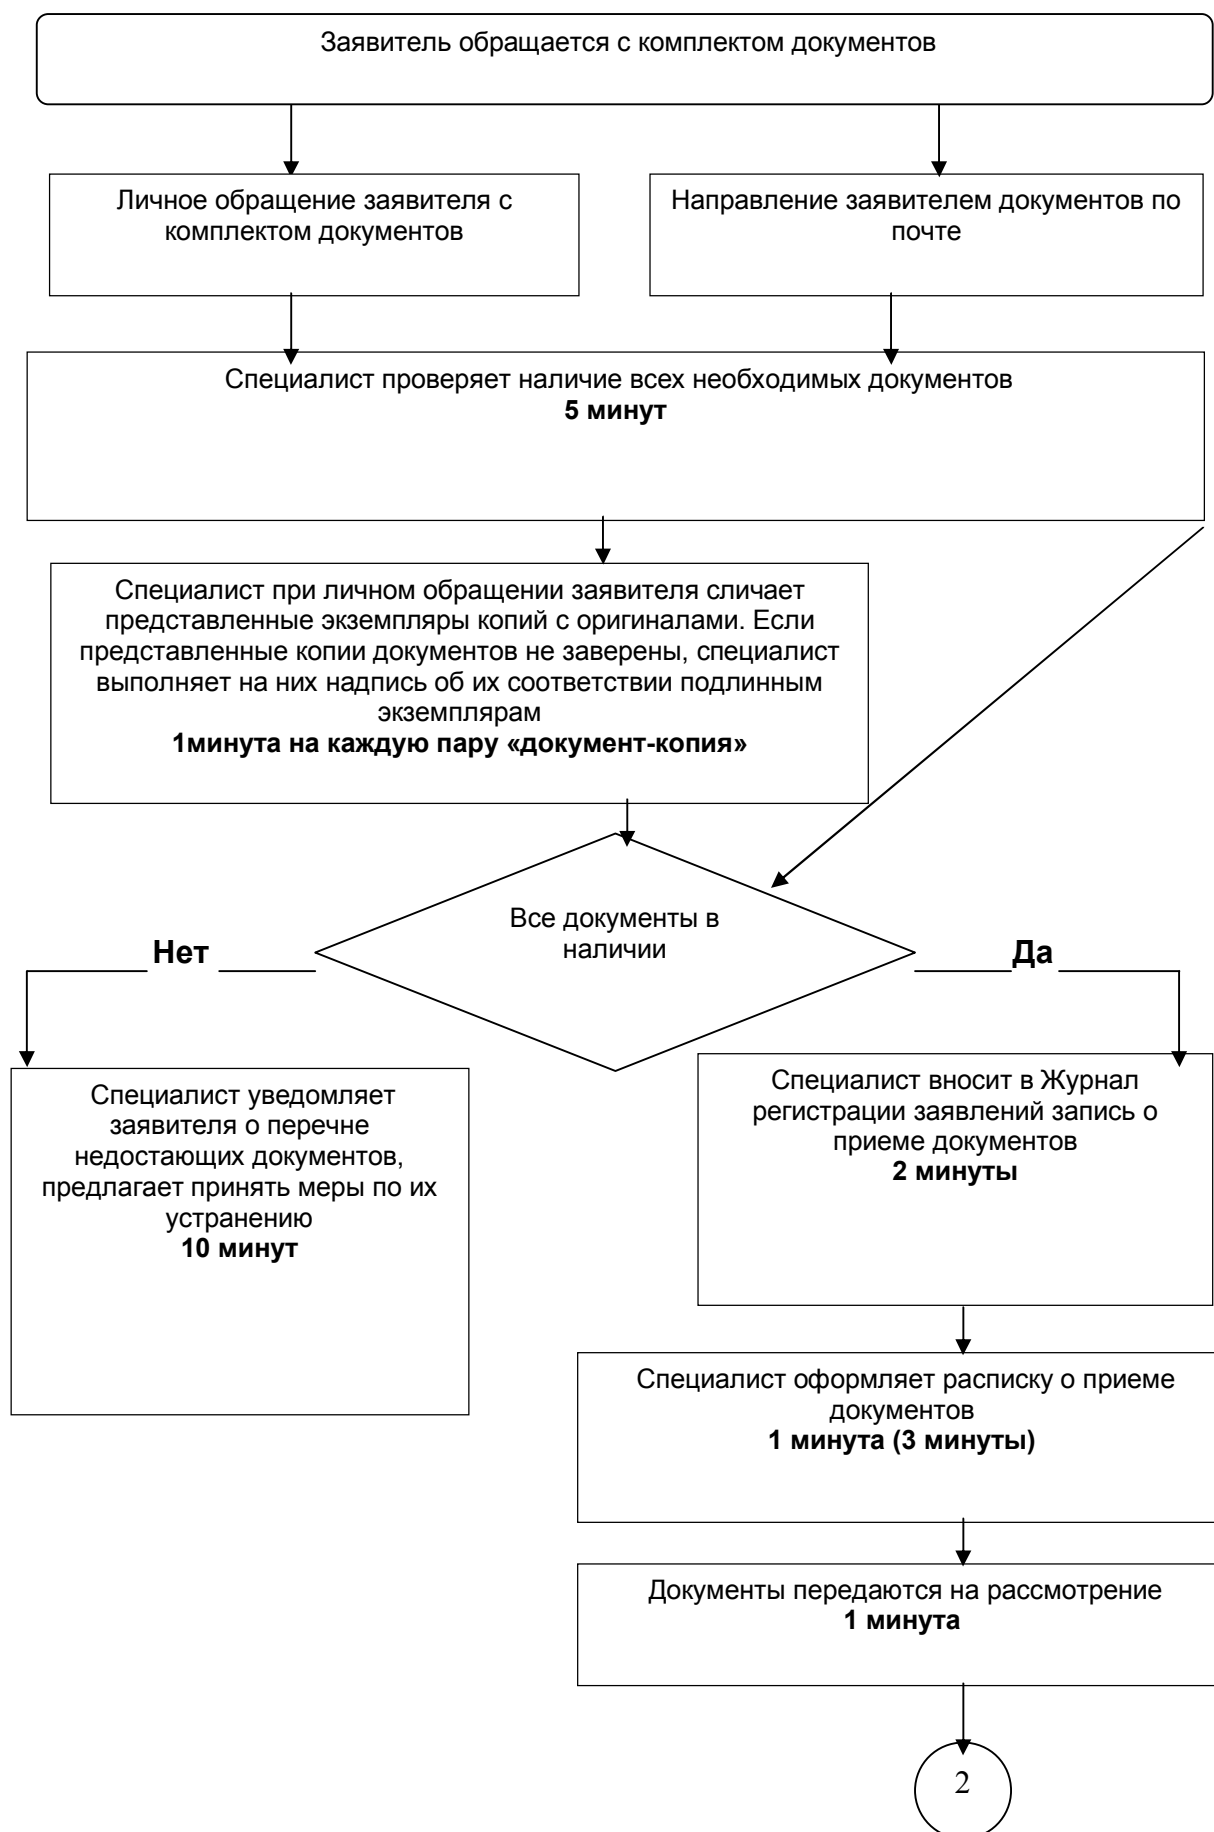 Заявитель обращается с комплектом документов
Личное обращение заявителя с
комплектом документов
Направление заявителем документов по
почте
Специалист проверяет наличие всех необходимых документов
5 минут
Специалист при личном обращении заявителя сличает
представленные экземпляры копий с оригиналами. Если
представленные копии документов не заверены, специалист
выполняет на них надпись об их соответствии подлинным
экземплярам
1минута на каждую пару «документ-копия»
Все документы в
наличии
Нет
Да
Специалист уведомляет
заявителя о перечне
недостающих документов,
предлагает принять меры по их
устранению
10 минут
Специалист вносит в Журнал
регистрации заявлений запись о
приеме документов
2 минуты
Специалист оформляет расписку о приеме
документов
1 минута (3 минуты)
Документы передаются на рассмотрение
1 минута
2